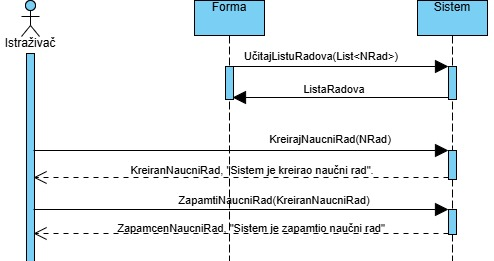 Forma
Sistem
Istraživač
UčitajListuRadova(List<NRad>)
ListaRadova
KreirajNaucniRad(NRad)
KreiranNaucniRad, "Sistem je kreirao naučni rad".
ZapamtiNaucniRad(KreiranNaucniRad)
ZapamcenNaucniRad, "Sistem je zapamtio naučni rad"